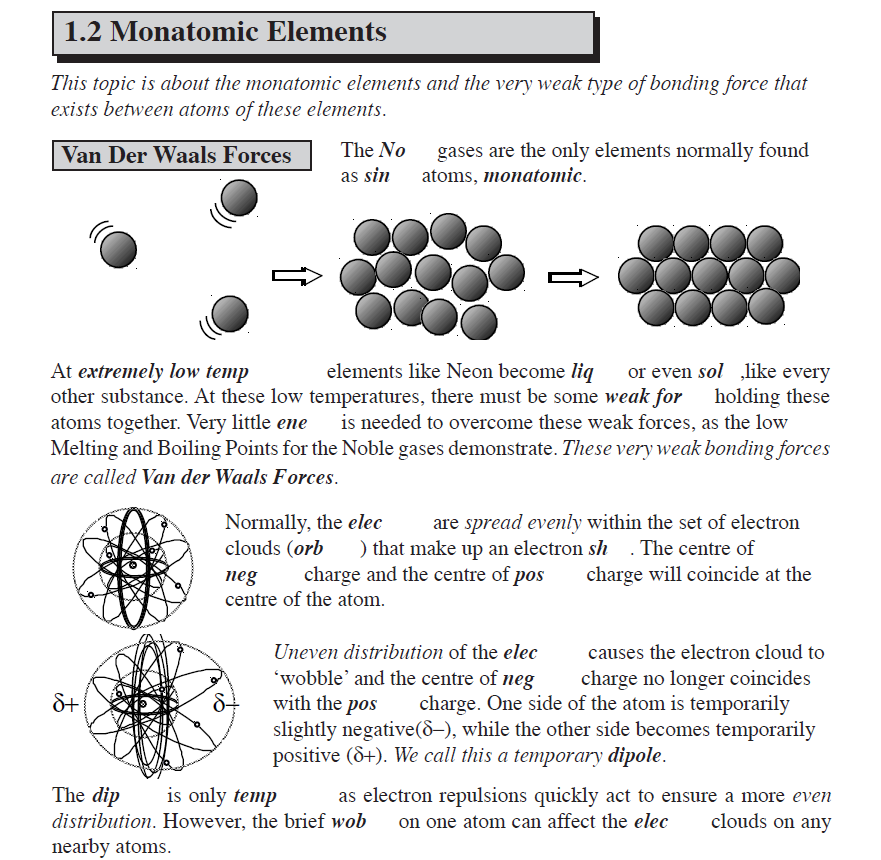 1.2 Monatomic Elements
This topic is about the monatomic elements and the very weak type of bonding force that
exists between atoms of these elements.
Van Der Waals Forces
The No gases are the only elements normally found
as sin atoms, monatomic.
At extremely low temp elements like Neon become liq or even sol ,like every
other substance. At these low temperatures, there must be some weak for holding these
atoms together. Very little ene is needed to overcome these weak forces, as the low
Melting and Boiling Points for the Noble gases demonstrate. These very weak bonding forces
are called Van der Waals Forces.
Normally, the elec are spread evenly within the set of electron
clouds (orb ) that make up an electron sh . The centre of
neg charge and the centre of pos charge will coincide at the
centre of the atom.
Uneven distribution of the elec causes the electron cloud to
‘wobble’ and the centre of neg charge no longer coincides
with the pos charge. One side of the atom is temporarily
slightly negative(δ–), while the other side becomes temporarily
positive (δ+). We call this a temporary dipole.
δ+ δ–
The dip is only temp as electron repulsions quickly act to ensure a more even
distribution. However, the brief wob on one atom can affect the elec clouds on any
nearby atoms.